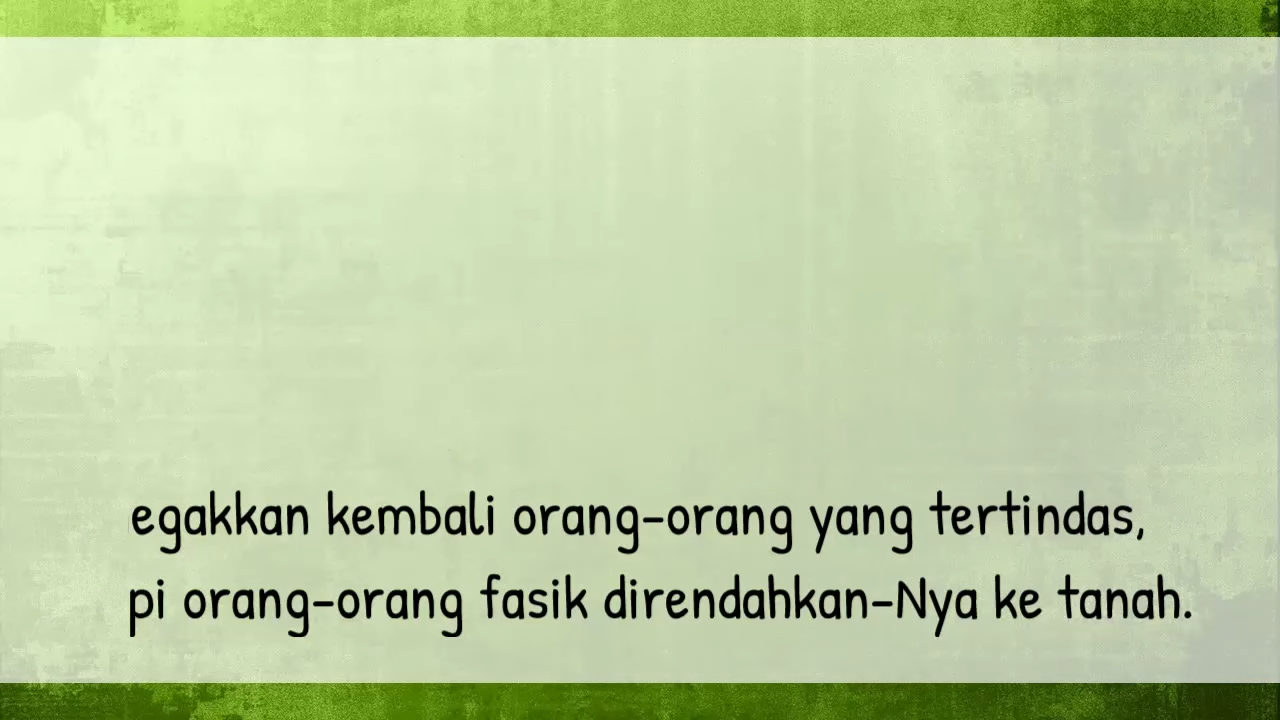 egakkan kembali orang-orang yang tertindas,
pi orang-orang fasik direndahkan-Nya ke tanah.